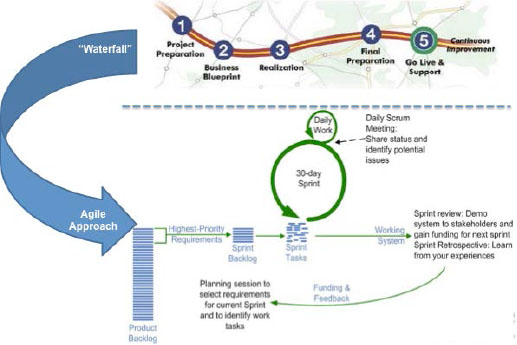 "Waterfall"
1
Project
Preparation
2
Business
Blueprint
3
Realization
4
Final
Preparation
5
Go Live &
Support
Continuous
Improvement
Daily
Work
Daily Scrum
Meeting:
Share status and
identify potential
issues
30-day
Sprint
Agile
Approach
Highest-Priority
Requirements
Sprint
Backlog
Sprint
Tasks
Working
System
Sprint review: Demo
system to stakeholders and
gain funding for next sprint
Sprint Retrospective: Learn
from your experiences
Planning session to
select requirements
for current Sprint
and to identify work
tasks
Funding &
Feedback
Product
Backlog